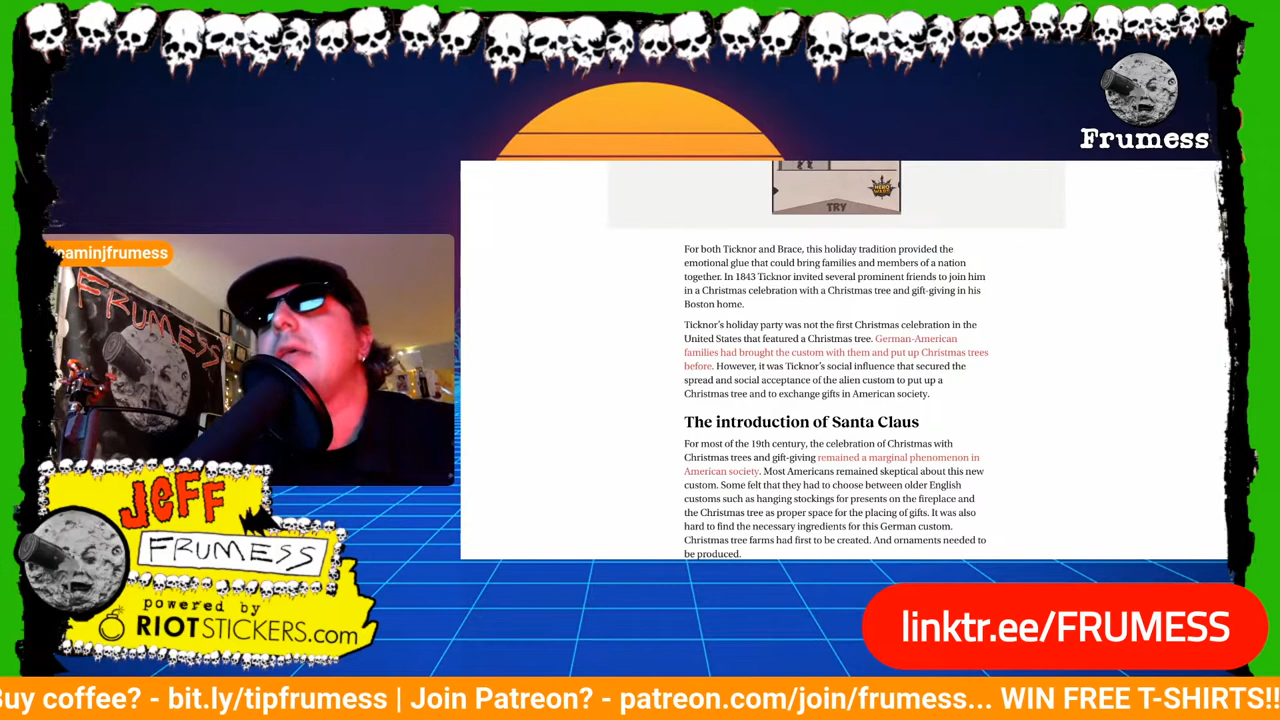 Frumess
eaminjfrumess
FRUMESS
HERO WARS
TRY
For both Ticknor and Brace, this holiday tradition provided the
emotional glue that could bring families and members of a nation
together. In 1843 Ticknor invited several prominent friends to join him
in a Christmas celebration with a Christmas tree and gift-giving in his
Boston home.
Ticknor’s holiday party was not the first Christmas celebration in the
United States that featured a Christmas tree. German-American
families had brought the custom with them and put up Christmas trees
before. However, it was Ticknor’s social influence that secured the
spread and social acceptance of the alien custom to put up a
Christmas tree and to exchange gifts in American society.
The introduction of Santa Claus
For most of the 19th century, the celebration of Christmas with
Christmas trees and gift-giving remained a marginal phenomenon in
American society. Most Americans remained skeptical about this new
custom. Some felt that they had to choose between older English
customs such as hanging stockings for presents on the fireplace and
the Christmas tree as proper space for the placing of gifts. It was also
hard to find the necessary ingredients for this German custom.
Christmas tree farms had first to be created. And ornaments needed to
be produced.
JeFF
FRUMESS
powered by
RIOTSTICKERS.com
linktr.ee/FRUMESS
Buy coffee? - bit.ly/tipfrumess | Join Patreon? - patreon.com/join/frumess... WIN FREE T-SHIRTS!!